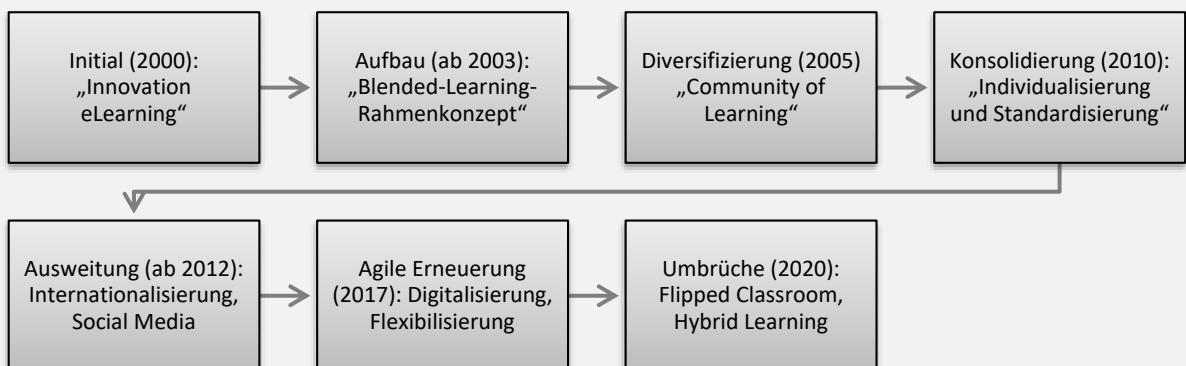 Initial (2000):
„Innovation
eLearning“
Aufbau (ab 2003):
„Blended-Learning-
Rahmenkonzept“
Diversifizierung (2005)
„Community of
Learning“
Konsolidierung (2010):
„Individualisierung
und Standardisierung“
Ausweitung (ab 2012):
Internationalisierung,
Social Media
Agile Erneuerung
(2017): Digitalisierung,
Flexibilisierung
Umbrüche (2020):
Flipped Classroom,
Hybrid Learning